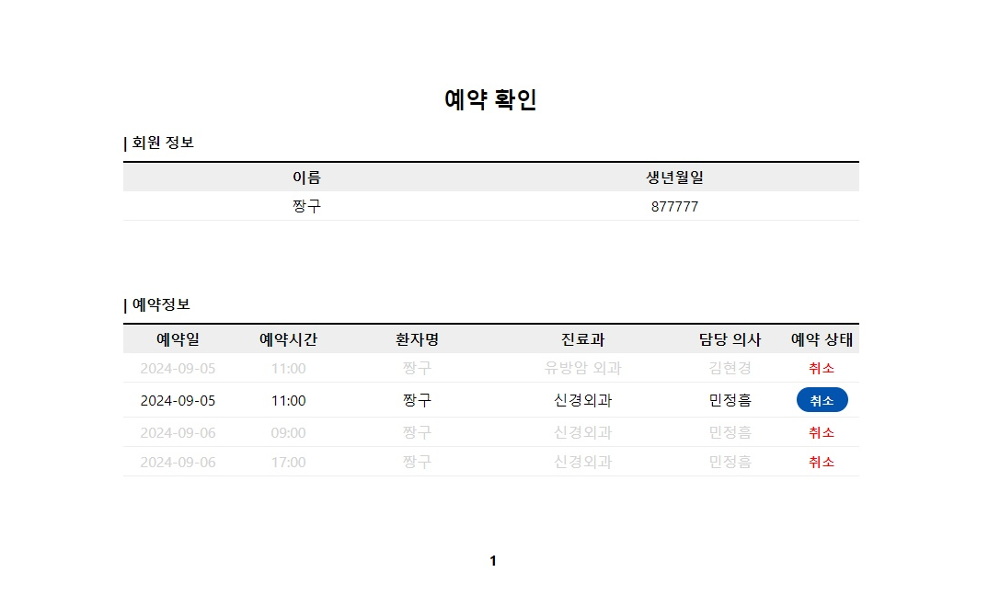 예약 확인
| 회원 정보
이름 생년월일
짱구 877777
| 예약정보
예약일 예약시간 환자명 진료과 담당 의사 예약 상태
2024-09-05 11:00 짱구 유방암 외과 김현경 취소
2024-09-05 11:00 짱구 신경외과 민정흠 취소
2024-09-06 09:00 짱구 신경외과 민정흠 취소
2024-09-06 17:00 짱구 신경외과 민정흠 취소
1